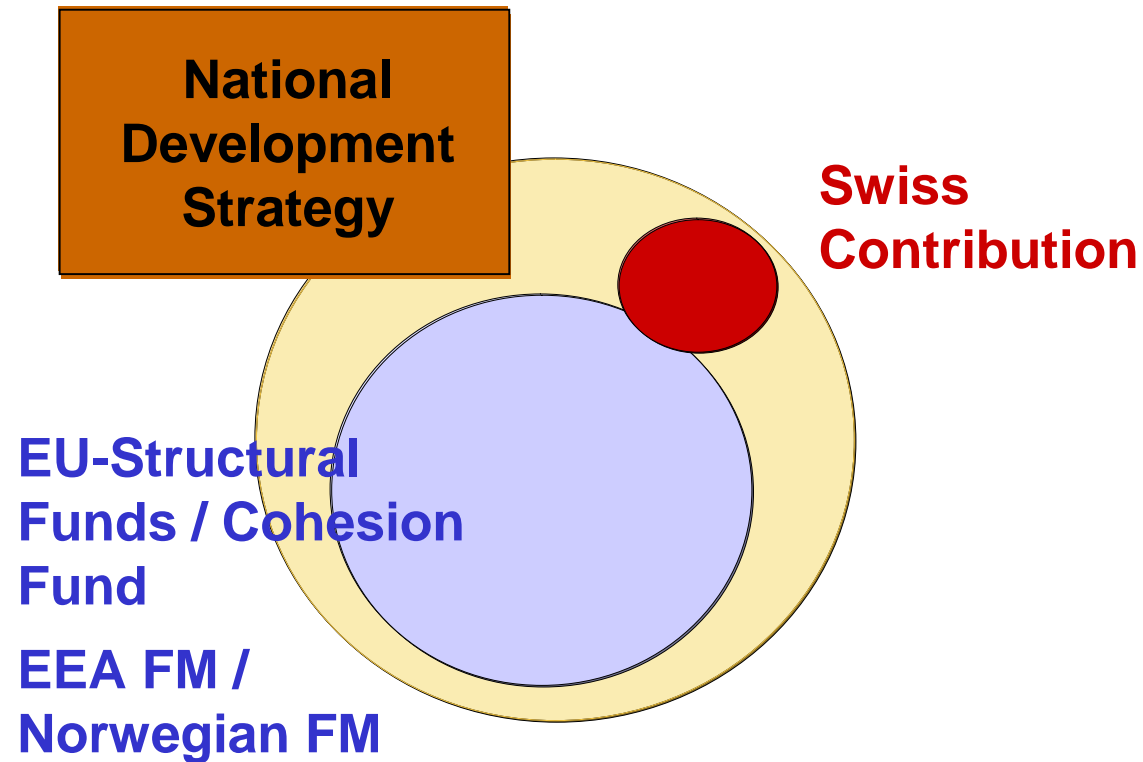 National
Development
Strategy
Swiss
Contribution
EU-Structural
Funds / Cohesion
Fund
EEA FM /
Norwegian FM